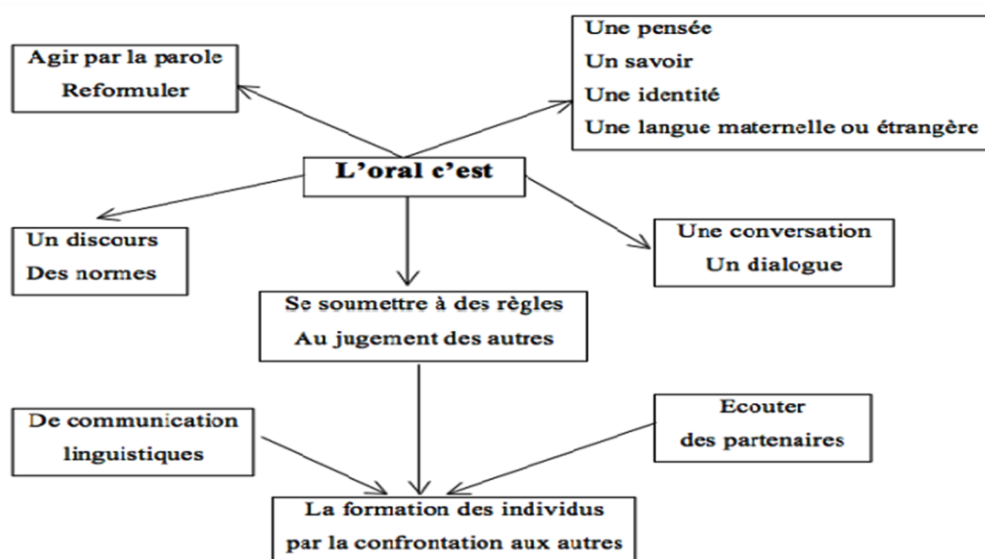 Agir par la parole
Reformuler
Une pensée
Un savoir
Une identité
Une langue maternelle ou étrangère
L'oral c'est
Un discours
Des normes
Une conversation
Un dialogue
Se soumettre à des règles
Au jugement des autres
De communication
linguistiques
Ecouter
des partenaires
La formation des individus
par la confrontation aux autres